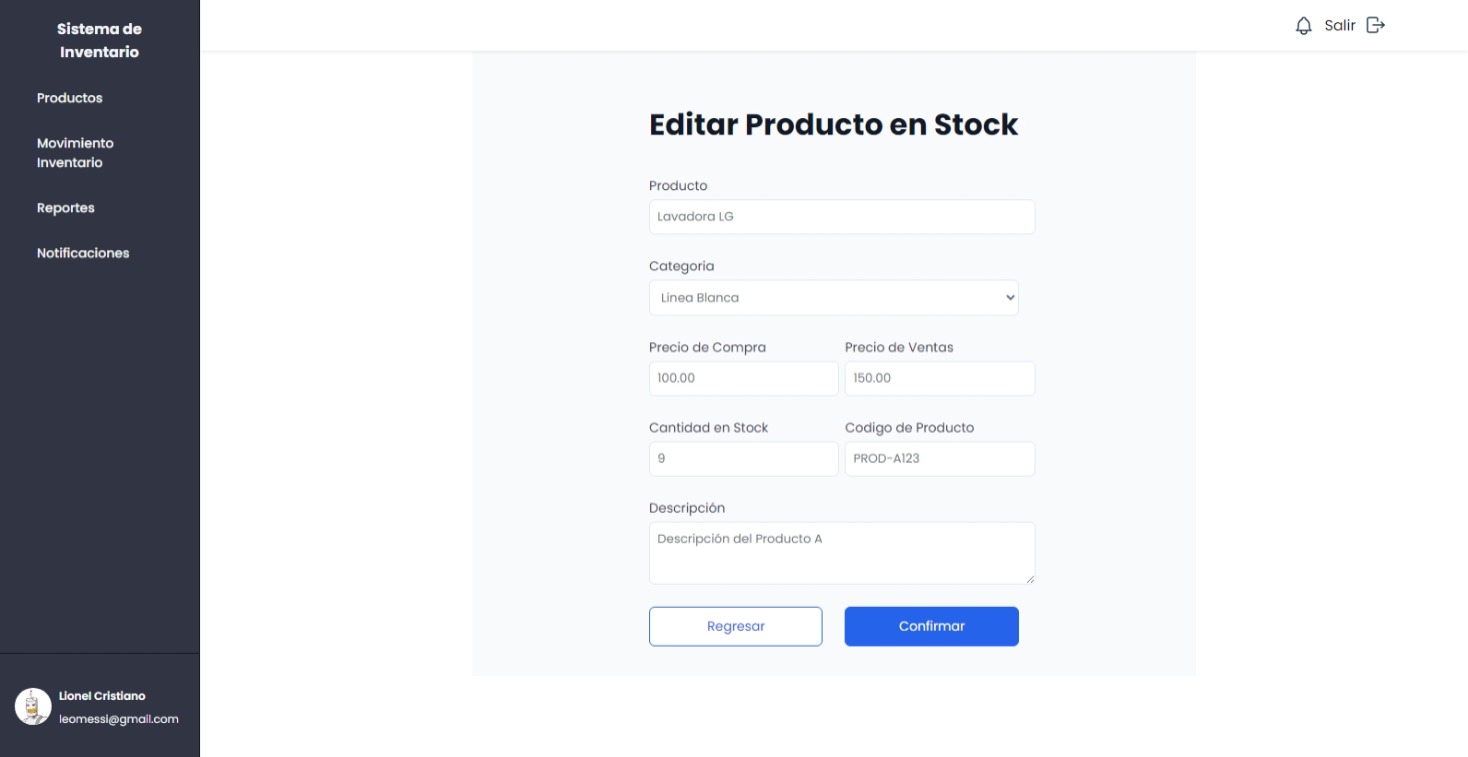 Sistema de
Inventario
Productos
Movimiento
Inventario
Reportes
Notificaciones
Lionel Cristiano
leomessi@gmail.com
Salir
Editar Producto en Stock
Producto
Lavadora LG
Categoria
Linea Blanca
Precio de Compra Precio de Ventas
100.00 150.00
Cantidad en Stock Codigo de Producto
9 PROD-A123
Descripción
Descripción del Producto A
Regresar Confirmar